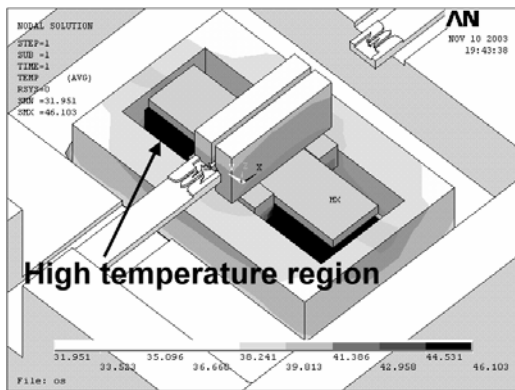 NODAL SOLUTION
STEP=1
SUB =1
TIME=1
TEMP (AVG)
RSYS=0
SMN =31.951
SMX =46.103
AN
NOV 10 2003
19:43:38
X
MX
High temperature region
31.951 35.096 38.241 41.386 44.531
33.523 36.668 39.813 42.958 46.103
File: os